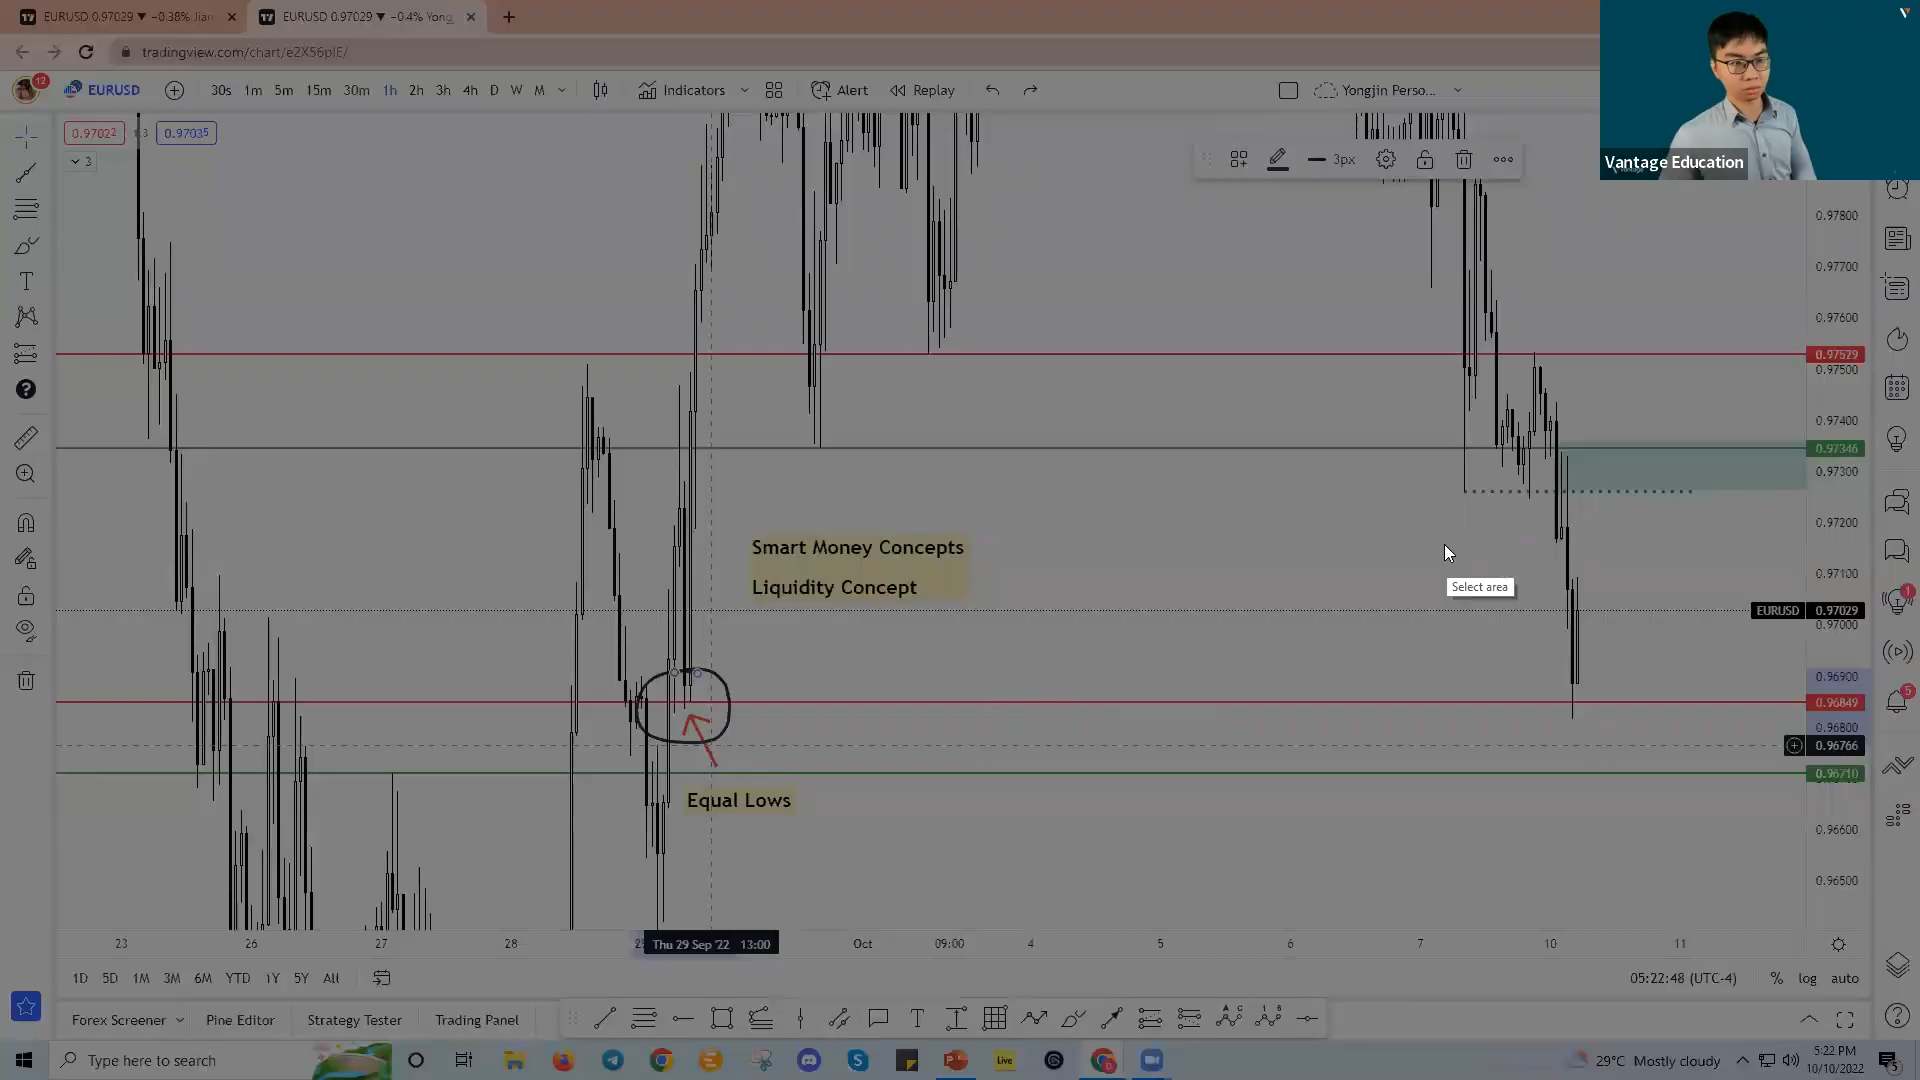 EURUSD 0.97029 ▼ −0.38% Jian
EURUSD 0.97029 ▼ −0.4% Yong
tradingview.com/chart/e2X56pIE/
12
EURUSD
30s 1m 5m 15m 30m 1h 2h 3h 4h D W M
Indicators
Alert
Replay
Yongjin Perso...
Vantage Education
0.97022
0.97035
3
3px
0.97800
0.97700
0.97600
0.97529
0.97500
0.97400
0.97346
0.97300
0.97200
Smart Money Concepts
Liquidity Concept
Select area
0.97100
EURUSD 0.97029
0.97000
0.96900
0.96849
0.96800
0.96766
0.96710
Equal Lows
0.96600
0.96500
1
5
23 26 27 28 Thu 29 Sep '22 13:00 Oct 09:00 4 5 6 7 10 11
1D 5D 1M 3M 6M YTD 1Y 5Y All
05:22:48 (UTC-4) % log auto
Forex Screener Pine Editor Strategy Tester Trading Panel
Type here to search
Live
29°C Mostly cloudy
5:22 PM
10/10/2022
5